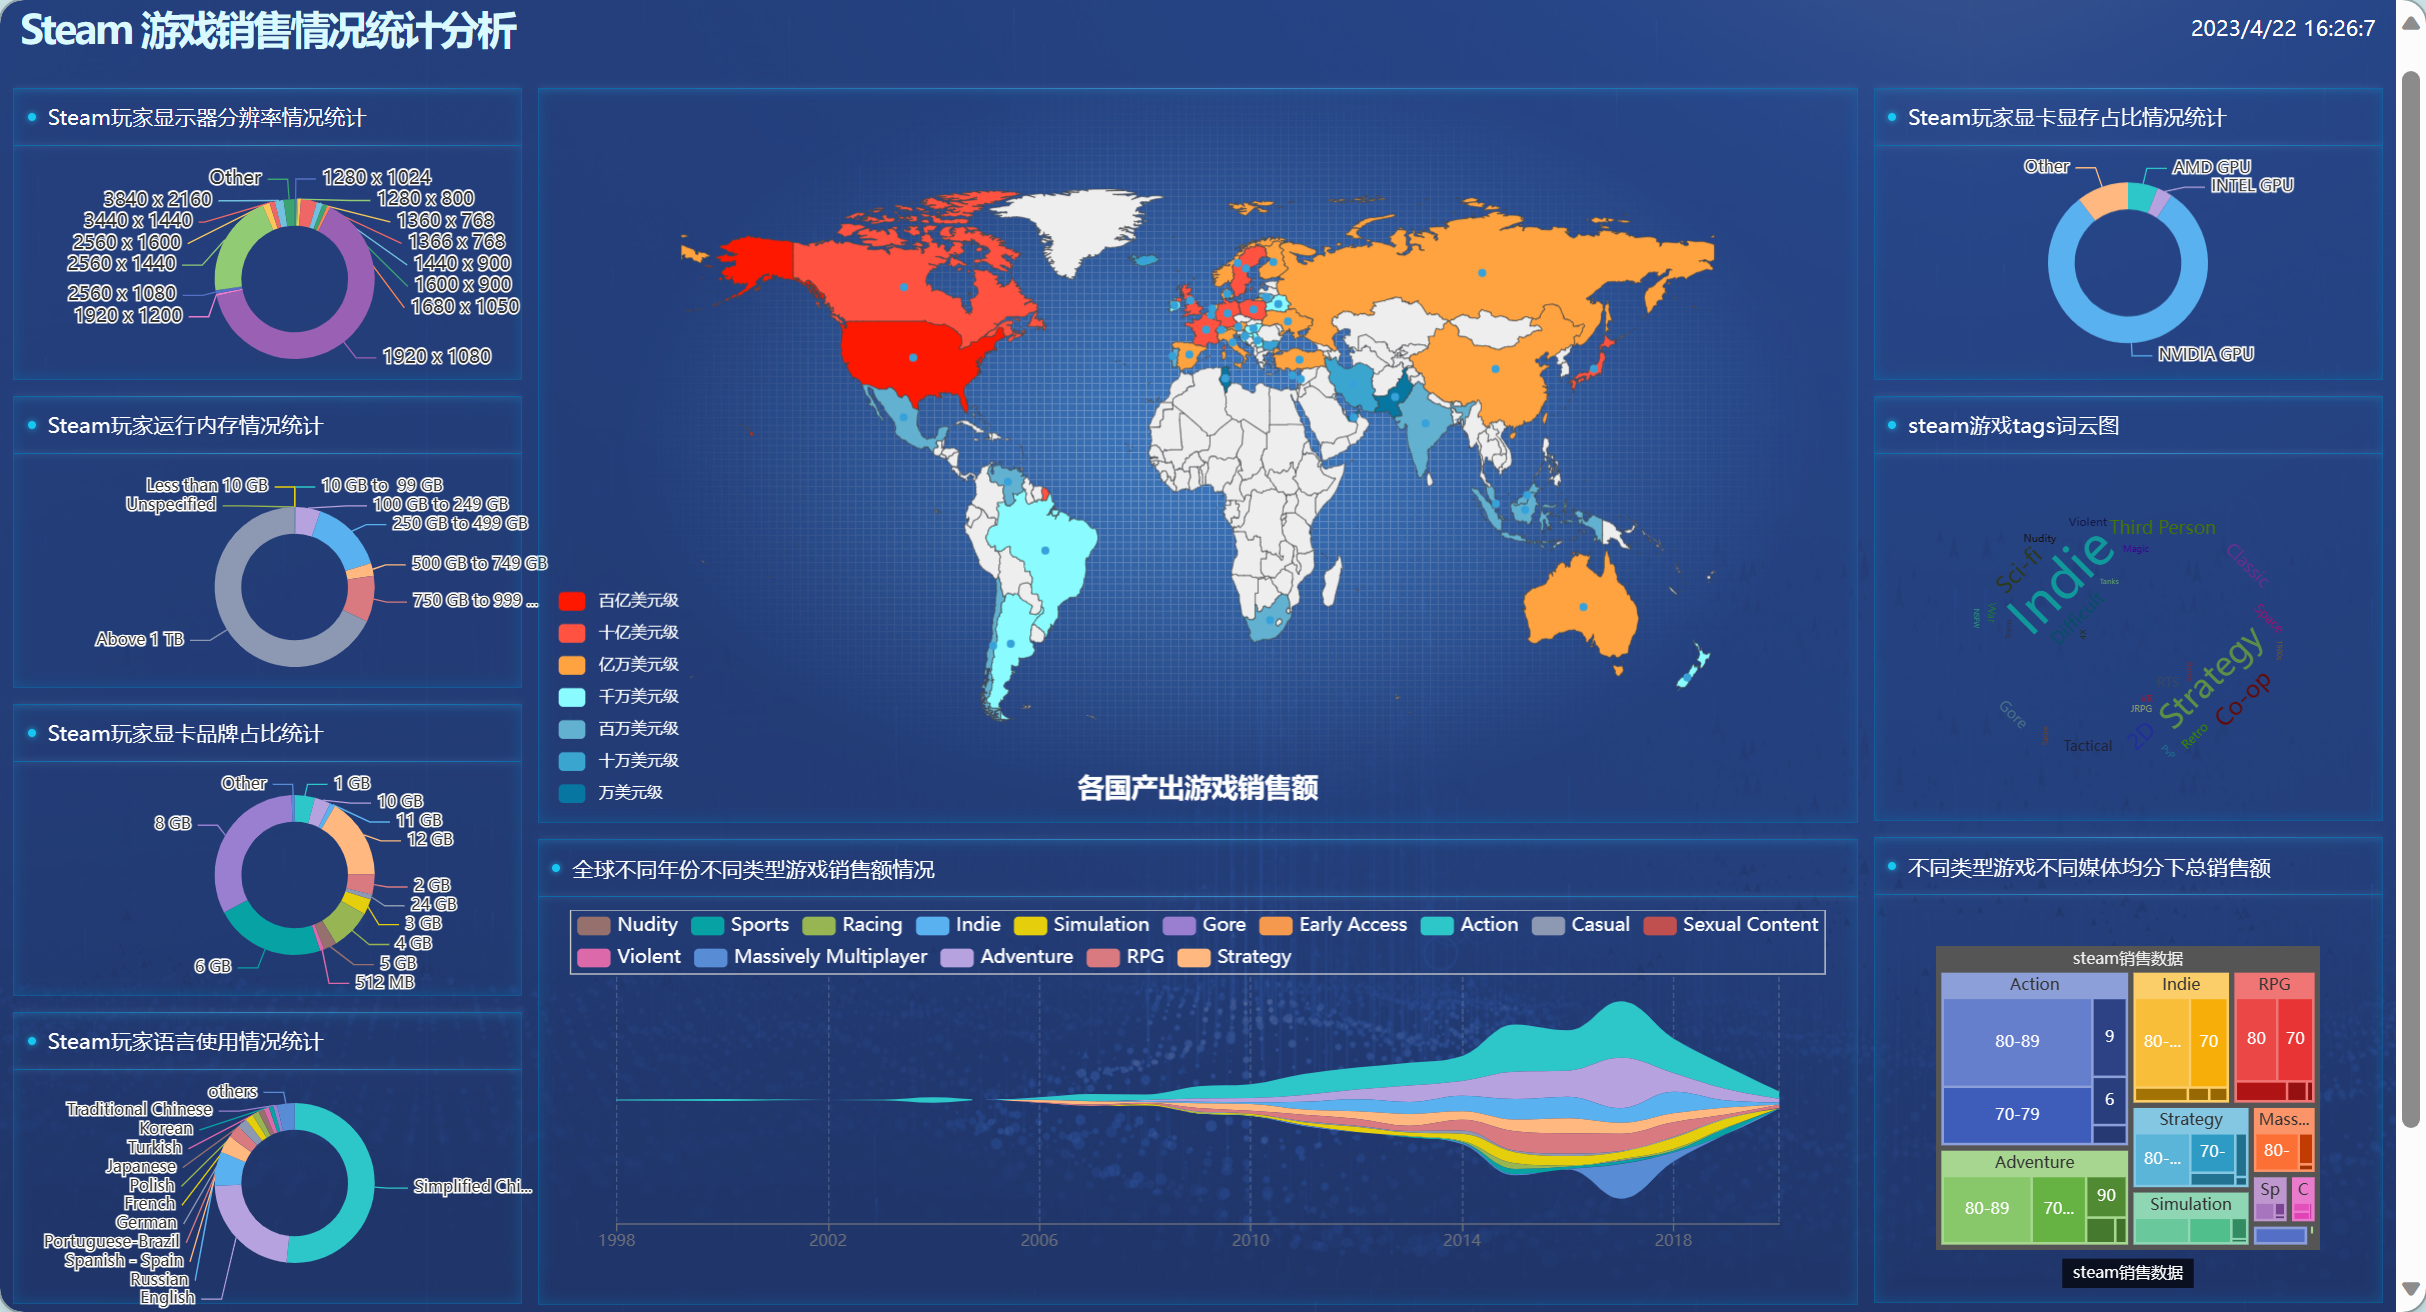 Steam 游戏销售情况统计分析
2023/4/22 16:26:7
Steam玩家显示器分辨率情况统计
Other
1280 x 1024
3840 x 2160
1280 x 800
3440 x 1440
1360 x 768
2560 x 1600
1366 x 768
2560 x 1440
1440 x 900
1600 x 900
2560 x 1080
1680 x 1050
1920 x 1200
1920 x 1080
Steam玩家运行内存情况统计
Less than 10 GB
10 GB to 99 GB
Unspecified
100 GB to 249 GB
250 GB to 499 GB
500 GB to 749 GB
750 GB to 999 ...
Above 1 TB
Steam玩家显卡品牌占比统计
Other
1 GB
10 GB
11 GB
8 GB
12 GB
2 GB
24 GB
3 GB
4 GB
5 GB
6 GB
512 MB
Steam玩家语言使用情况统计
others
Traditional Chinese
Korean
Turkish
Japanese
Polish
Simplified Chi...
French
German
Portuguese-Brazil
Spanish - Spain
Russian
English
百亿美元级
十亿美元级
亿万美元级
千万美元级
百万美元级
十万美元级
万美元级
各国产出游戏销售额
全球不同年份不同类型游戏销售额情况
Nudity Sports Racing Indie Simulation Gore Early Access Action Casual Sexual Content
Violent Massively Multiplayer Adventure RPG Strategy
1998 2002 2006 2010 2014 2018
Steam玩家显卡显存占比情况统计
Other
AMD GPU
INTEL GPU
NVIDIA GPU
steam游戏tags词云图
Violent
Third Person
Nudity
Magic
Sci-fi
Indie
Classic
Tanks
Difficult
Space
NSFW
Strategy
RTS
Co-op
JRPG
Gore
2D
Retro
Tactical
PvP
不同类型游戏不同媒体均分下总销售额
steam销售数据
Action
80-89
9
70-79
6
Adventure
80-89
70...
90
Indie
80-...
70
RPG
80
70
Strategy
80-...
70-
Mass...
80-
Simulation
Sp
C
steam销售数据